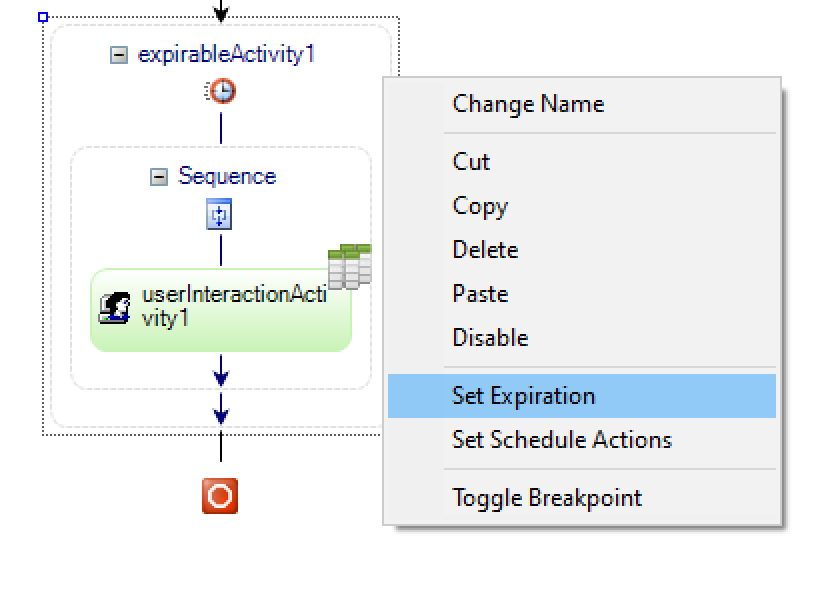 expirableActivity1
Sequence
userInteractionActi
vity1
Change Name
Cut
Copy
Delete
Paste
Disable
Set Expiration
Set Schedule Actions
Toggle Breakpoint